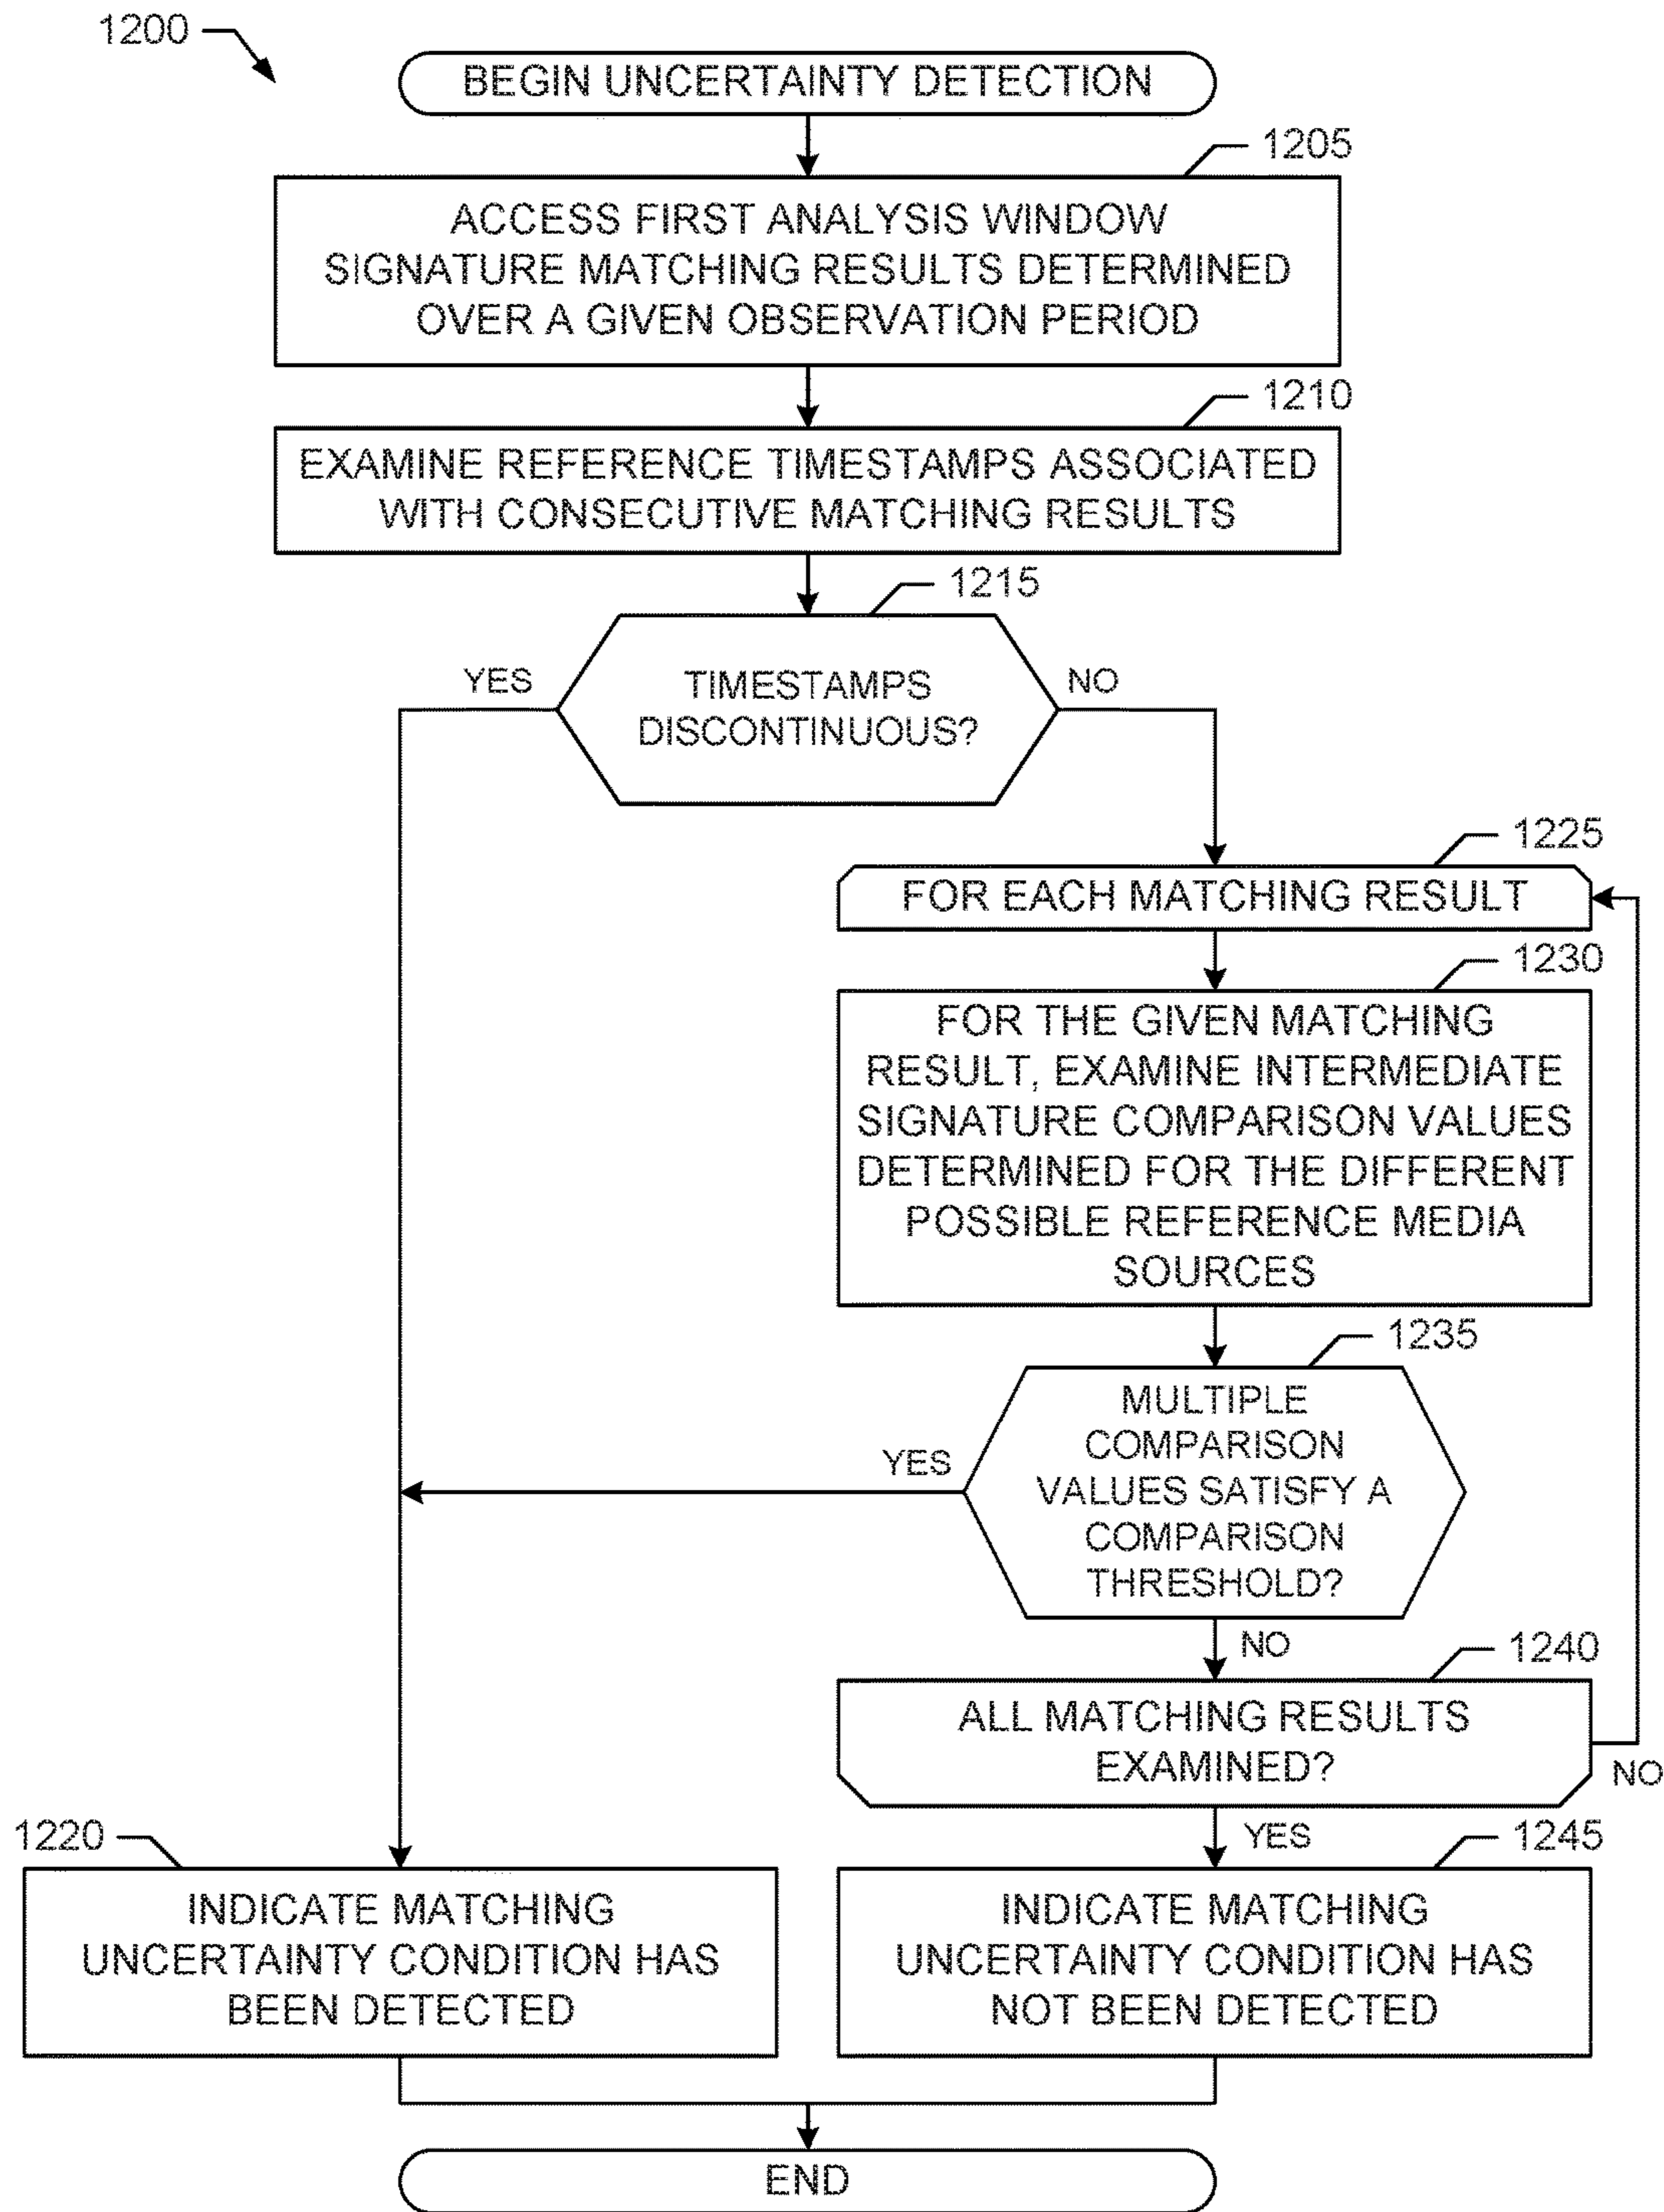 1200
BEGIN UNCERTAINTY DETECTION
1205
ACCESS FIRST ANALYSIS WINDOW
SIGNATURE MATCHING RESULTS DETERMINED
OVER A GIVEN OBSERVATION PERIOD
1210
EXAMINE REFERENCE TIMESTAMPS ASSOCIATED
WITH CONSECUTIVE MATCHING RESULTS
1215
YES
TIMESTAMPS
DISCONTINUOUS?
NO
1225
FOR EACH MATCHING RESULT
1230
FOR THE GIVEN MATCHING
RESULT, EXAMINE INTERMEDIATE
SIGNATURE COMPARISON VALUES
DETERMINED FOR THE DIFFERENT
POSSIBLE REFERENCE MEDIA
SOURCES
1235
YES
MULTIPLE
COMPARISON
VALUES SATISFY A
COMPARISON
THRESHOLD?
NO
1240
ALL MATCHING RESULTS
EXAMINED?
NO
YES
1220
INDICATE MATCHING
UNCERTAINTY CONDITION HAS
BEEN DETECTED
1245
INDICATE MATCHING
UNCERTAINTY CONDITION HAS
NOT BEEN DETECTED
END